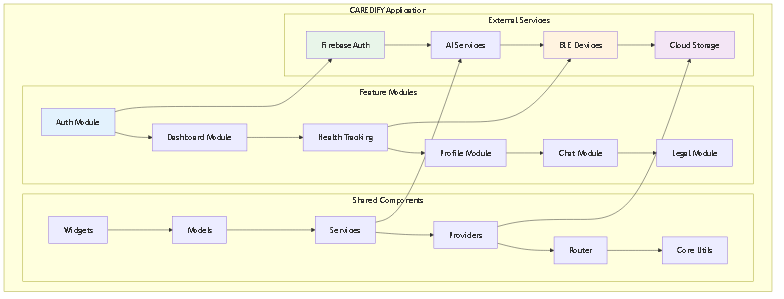 CAREDIFY Application
External Services
Firebase Auth
AI Services
BLE Devices
Cloud Storage
Feature Modules
Auth Module
Dashboard Module
Health Tracking
Profile Module
Chat Module
Legal Module
Shared Components
Widgets
Models
Services
Providers
Router
Core Utils